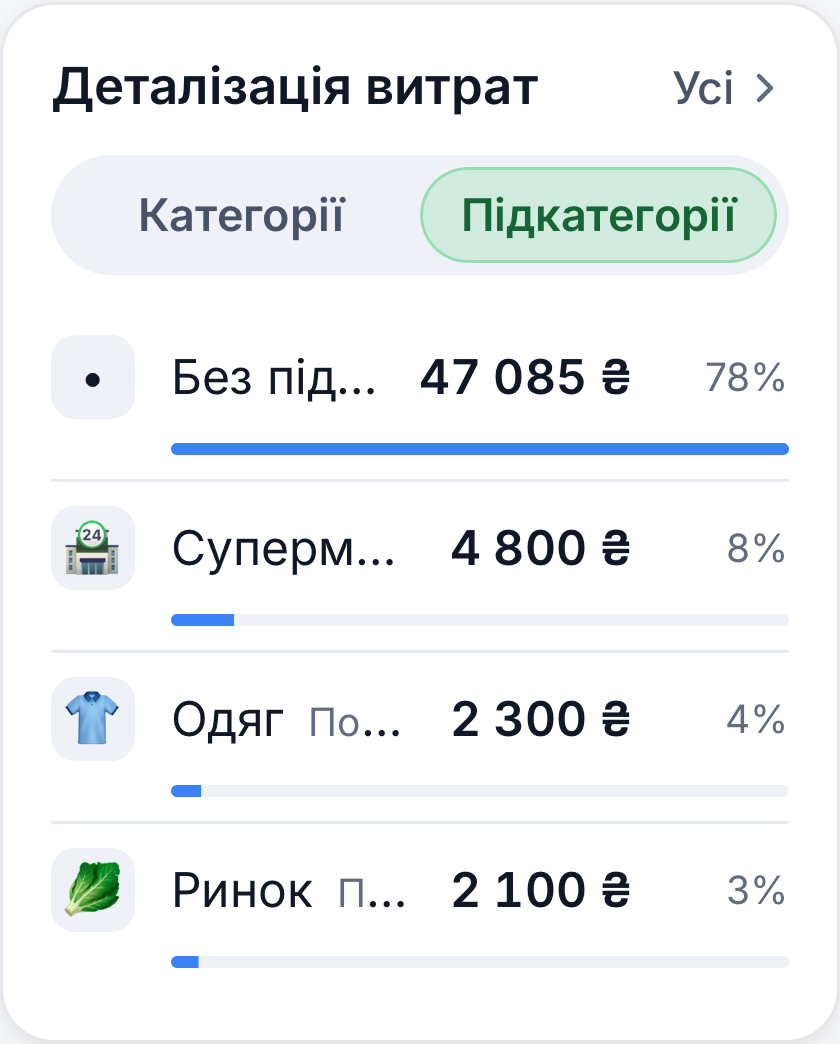 Деталізація витрат Усі
Категорії Підкатегорії
Без під... 47 085 ₴ 78%
24
Суперм... 4 800 ₴ 8%
Одяг По... 2 300 ₴ 4%
Ринок П... 2 100 ₴ 3%